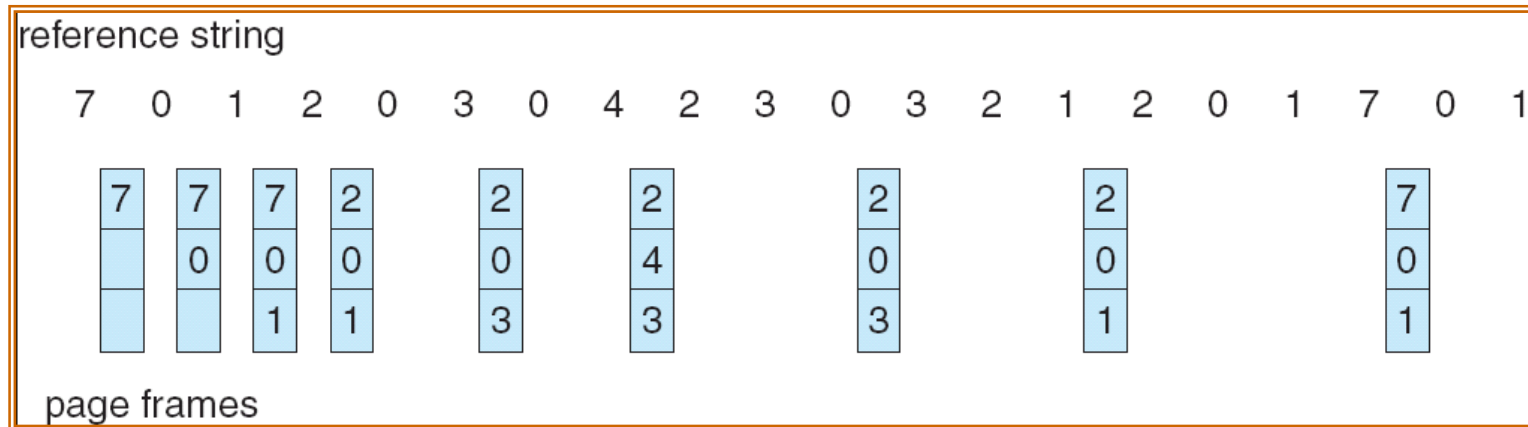 reference string
7 0 1 2 0 3 0 4 2 3 0 3 2 1 2 0 1 7 0 1
7 7 7 2 2 2 2 2 7
0 0 0 0 4 0 0 0
1 1 3 3 3 1 1
page frames